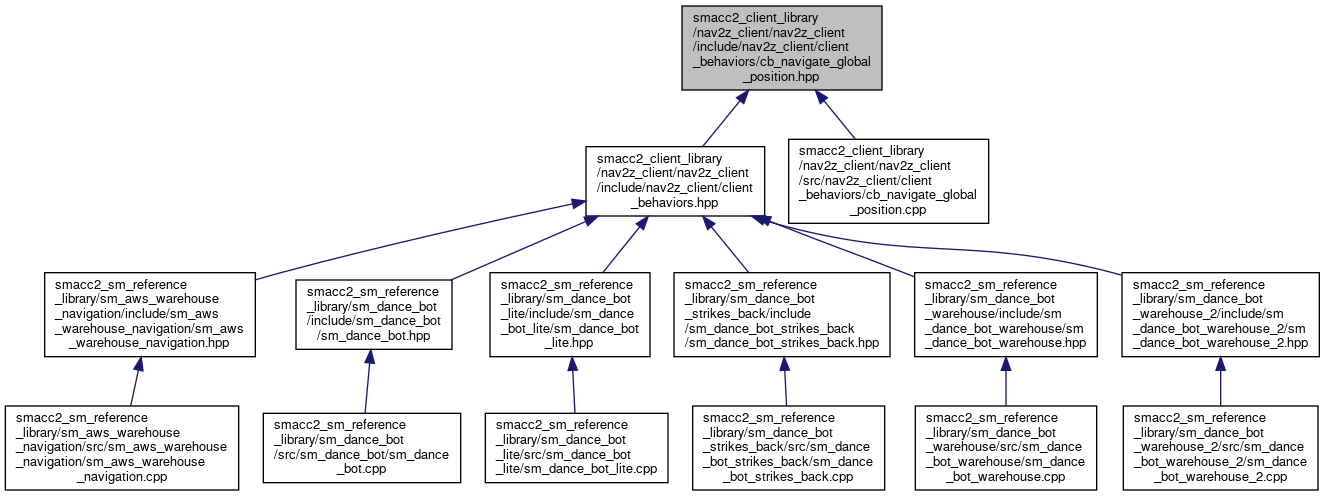 smacc2_client_library
/nav2z_client/nav2z_client
/include/nav2z_client/client
_behaviors/cb_navigate_global
_position.hpp
smacc2_client_library
/nav2z_client/nav2z_client
/include/nav2z_client/client
_behaviors.hpp
smacc2_client_library
/nav2z_client/nav2z_client
/src/nav2z_client/client
_behaviors/cb_navigate_global
_position.cpp
smacc2_sm_reference
_library/sm_aws_warehouse
_navigation/include/sm_aws
_warehouse_navigation/sm_aws
_warehouse_navigation.hpp
smacc2_sm_reference
_library/sm_dance_bot
/include/sm_dance_bot
/sm_dance_bot.hpp
smacc2_sm_reference
_library/sm_dance_bot
_lite/include/sm_dance
_bot_lite/sm_dance_bot
_lite.hpp
smacc2_sm_reference
_library/sm_dance_bot
_strikes_back/include
/sm_dance_bot_strikes_back
/sm_dance_bot_strikes_back.hpp
smacc2_sm_reference
_library/sm_dance_bot
_warehouse/include/sm
_dance_bot_warehouse/sm
_dance_bot_warehouse.hpp
smacc2_sm_reference
_library/sm_dance_bot
_warehouse_2/include/sm
_dance_bot_warehouse_2/sm
_dance_bot_warehouse_2.hpp
smacc2_sm_reference
_library/sm_aws_warehouse
_navigation/src/sm_aws_warehouse
_navigation/sm_aws_warehouse
_navigation.cpp
smacc2_sm_reference
_library/sm_dance_bot
/src/sm_dance_bot/sm_dance
_bot.cpp
smacc2_sm_reference
_library/sm_dance_bot
_lite/src/sm_dance_bot
_lite/sm_dance_bot_lite.cpp
smacc2_sm_reference
_library/sm_dance_bot
_strikes_back/src/sm_dance
_bot_strikes_back/sm_dance
_bot_strikes_back.cpp
smacc2_sm_reference
_library/sm_dance_bot
_warehouse/src/sm_dance
_bot_warehouse/sm_dance
_bot_warehouse.cpp
smacc2_sm_reference
_library/sm_dance_bot
_warehouse_2/src/sm_dance
_bot_warehouse_2/sm_dance
_bot_warehouse_2.cpp